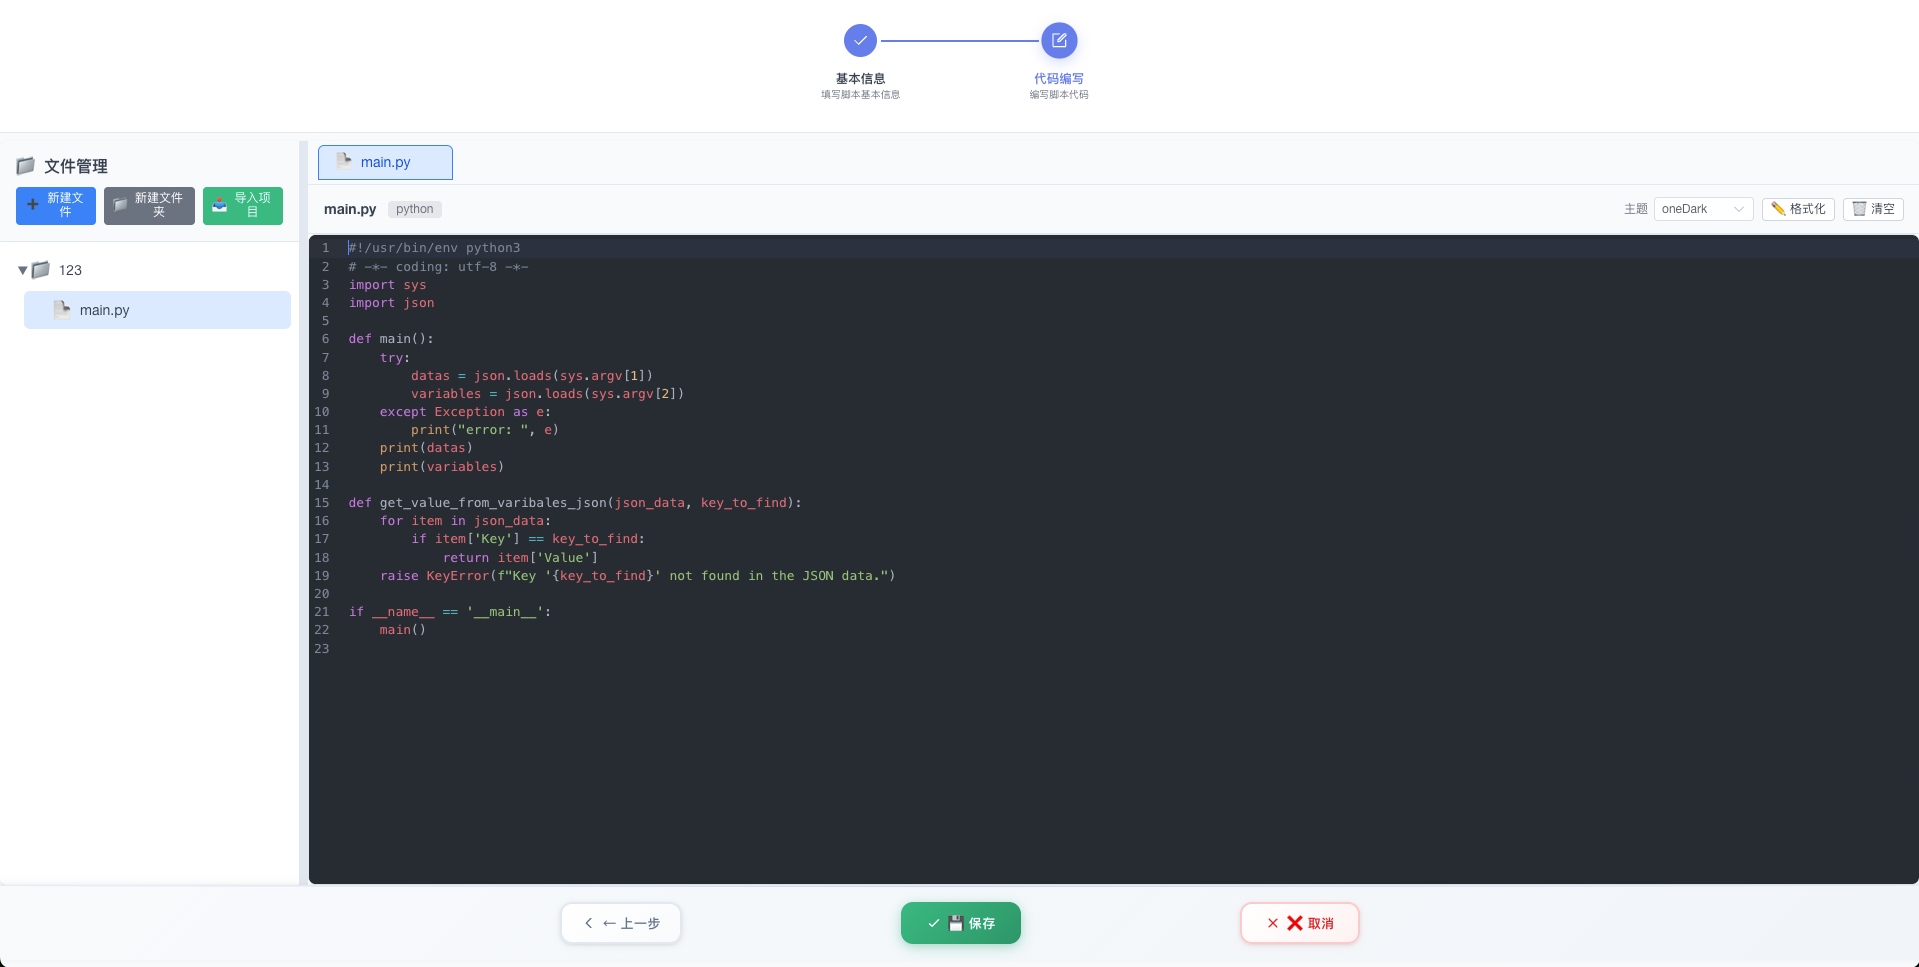 基本信息
填写脚本基本信息
代码编写
编写脚本代码
文件管理
新建文件
新建文件夹
导入项目
123
main.py
main.py
main.py python
主题 oneDark 格式化 清空
1 #!/usr/bin/env python3
2 # -*- coding: utf-8 -*-
3 import sys
4 import json
5
6 def main():
7     try:
8         datas = json.loads(sys.argv[1])
9         variables = json.loads(sys.argv[2])
10     except Exception as e:
11         print("error: ", e)
12     print(datas)
13     print(variables)
14
15 def get_value_from_varibales_json(json_data, key_to_find):
16     for item in json_data:
17         if item['Key'] == key_to_find:
18             return item['Value']
19     raise KeyError(f"Key '{key_to_find}' not found in the JSON data.")
20
21 if __name__ == '__main__':
22     main()
23
← 上一步
保存
取消